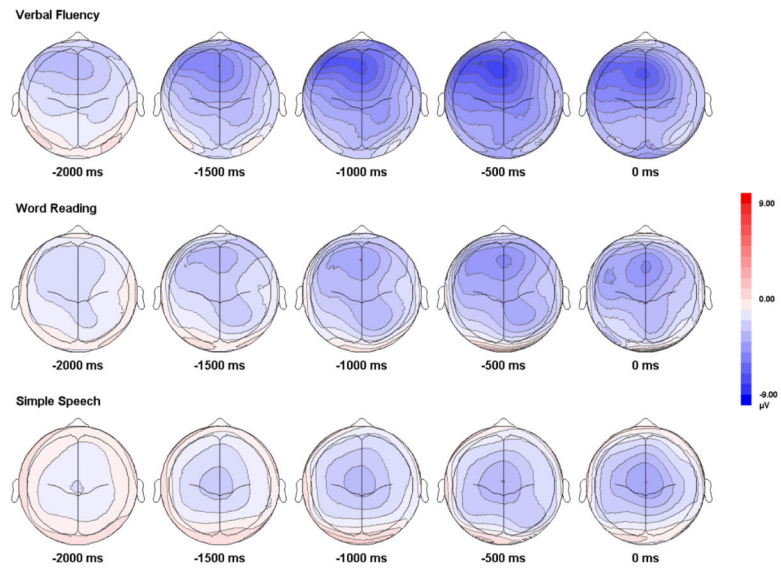 Verbal Fluency
-2000 ms -1500 ms -1000 ms -500 ms 0 ms
Word Reading
9.00
0.00
-2000 ms -1500 ms -1000 ms -500 ms 0 ms
-9.00
µV
Simple Speech
-2000 ms -1500 ms -1000 ms -500 ms 0 ms